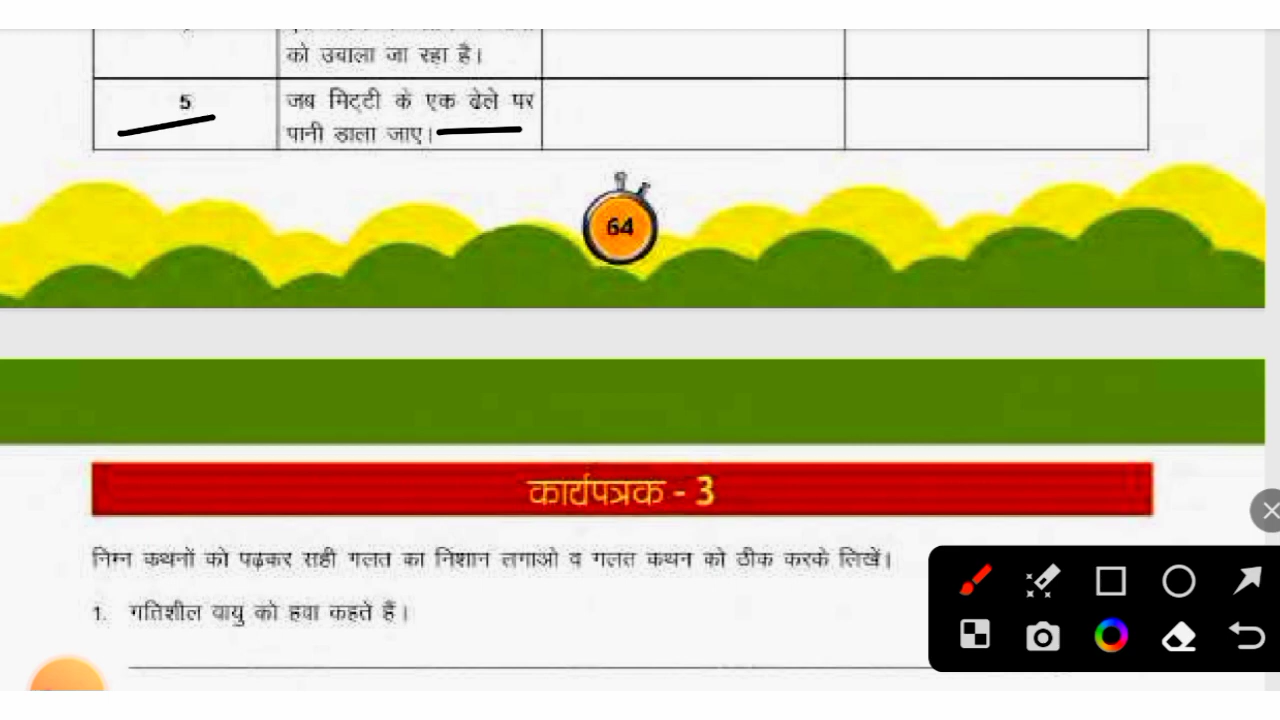 को उबाला जा रहा है।
5 जब मिट्टी के एक ढेले पर
पानी डाला जाए।
64
कार्यपत्रक - 3
निम्न कथनों को पढ़कर सही गलत का निशान लगाओ व गलत कथन को ठीक करके लिखें।
1. गतिशील वायु को हवा कहते हैं।